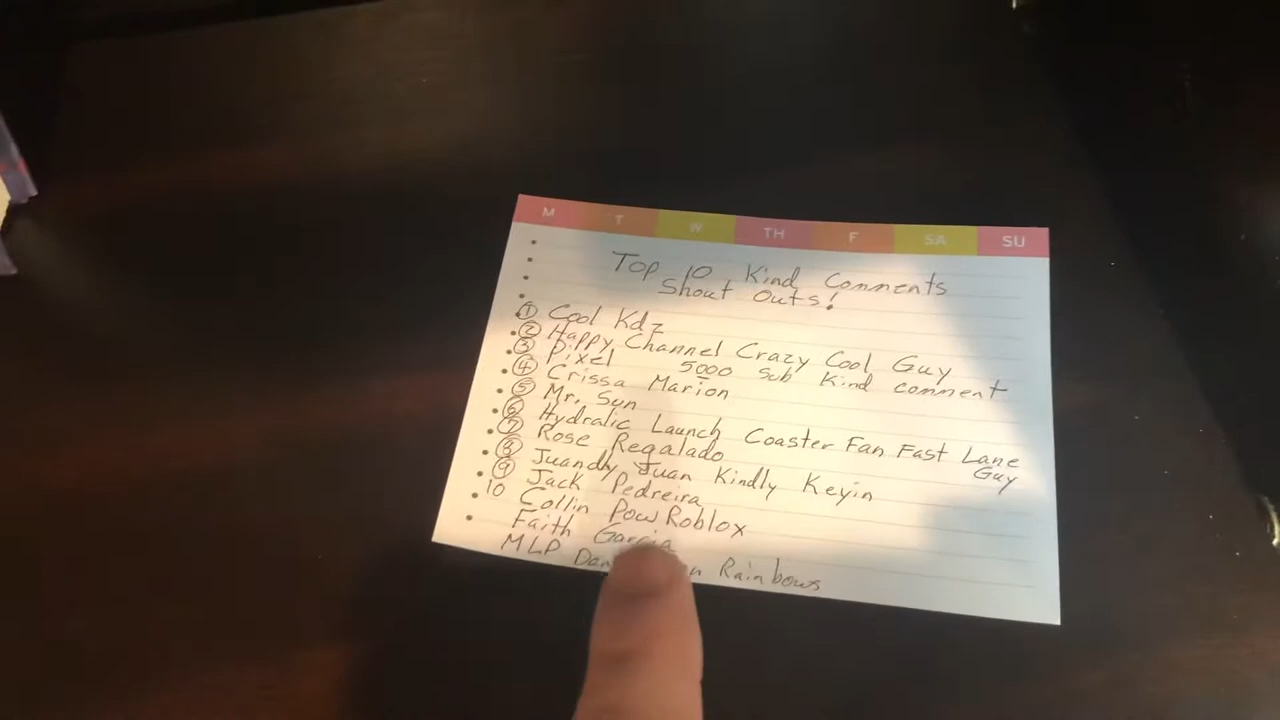 M T W TH F SA SU
Top 10 Kind Comments
Shout Outs!
① Cool Kdz
② Happy Channel Crazy Cool Guy
③ Pixel 5000 Sub Kind comment
④ Crissa Marion
⑤ Mr. Sun
⑥ Hydralic Launch Coaster Fan Fast Lane
Guy
⑦ Rose Regalado
⑧ Juandly Juan Kindly Keyin
⑨ Jack Pedreira
10 Collin Pow Roblox
Faith Garcia
MLP Rainbows